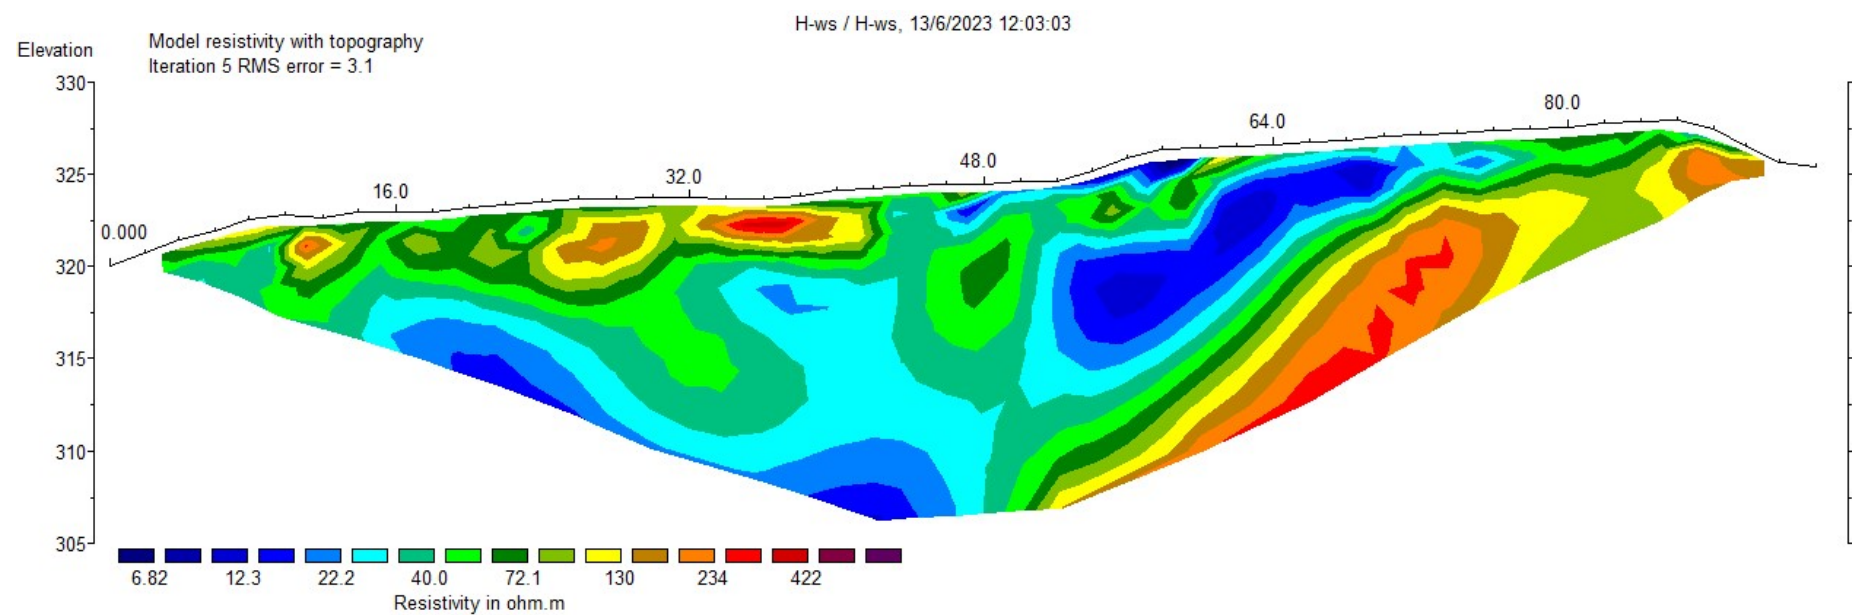 H-ws / H-ws, 13/6/2023 12:03:03
Elevation
Model resistivity with topography
Iteration 5 RMS error = 3.1
330
80.0
64.0
325
48.0
32.0
16.0
0.000
320
315
310
305
6.82 12.3 22.2 40.0 72.1 130 234 422
Resistivity in ohm.m